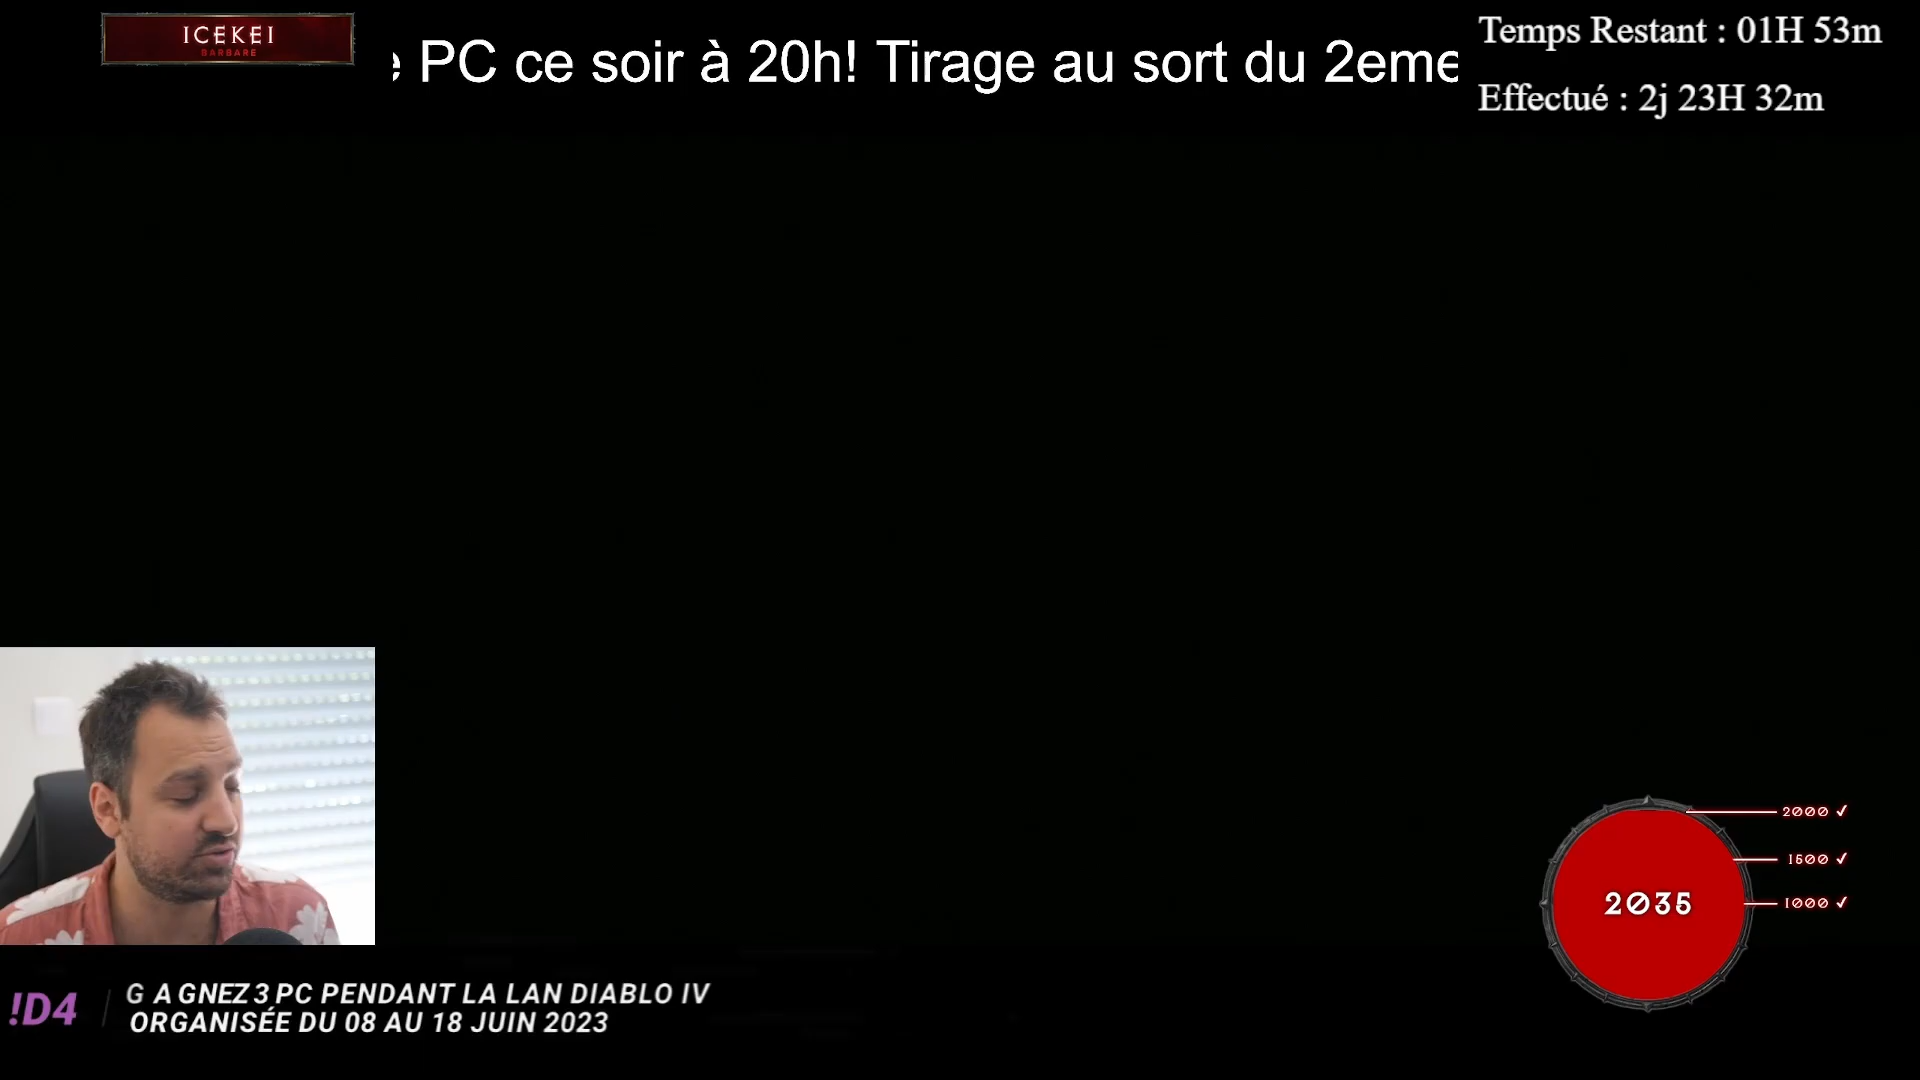 ICEKEI
BARBARE
PC ce soir à 20h! Tirage au sort du 2eme
Temps Restant : 01H 53m
Effectué : 2j 23H 32m
2000 ✓
1500 ✓
1000 ✓
2035
!D4
GAGNEZ 3 PC PENDANT LA LAN DIABLO IV
ORGANISÉE DU 08 AU 18 JUIN 2023